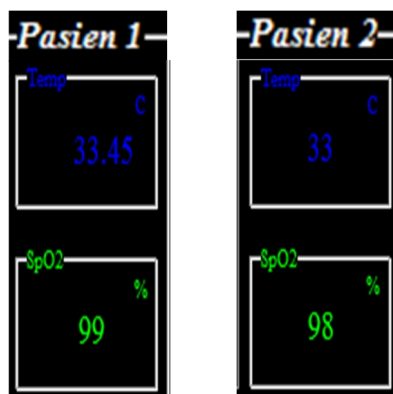 Pasien 1
Temp
C
33.45
SpO2
%
99
Pasien 2
Temp
C
33
SpO2
%
98